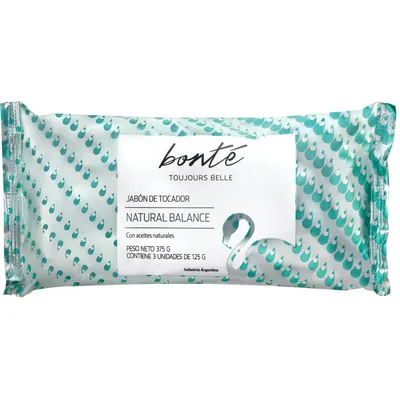 bonté
TOUJOURS BELLE
JABÓN DE TOCADOR
NATURAL BALANCE
Con aceites naturales
PESO NETO 375 G
CONTIENE 3 UNIDADES DE 125 G
Industria Argentina